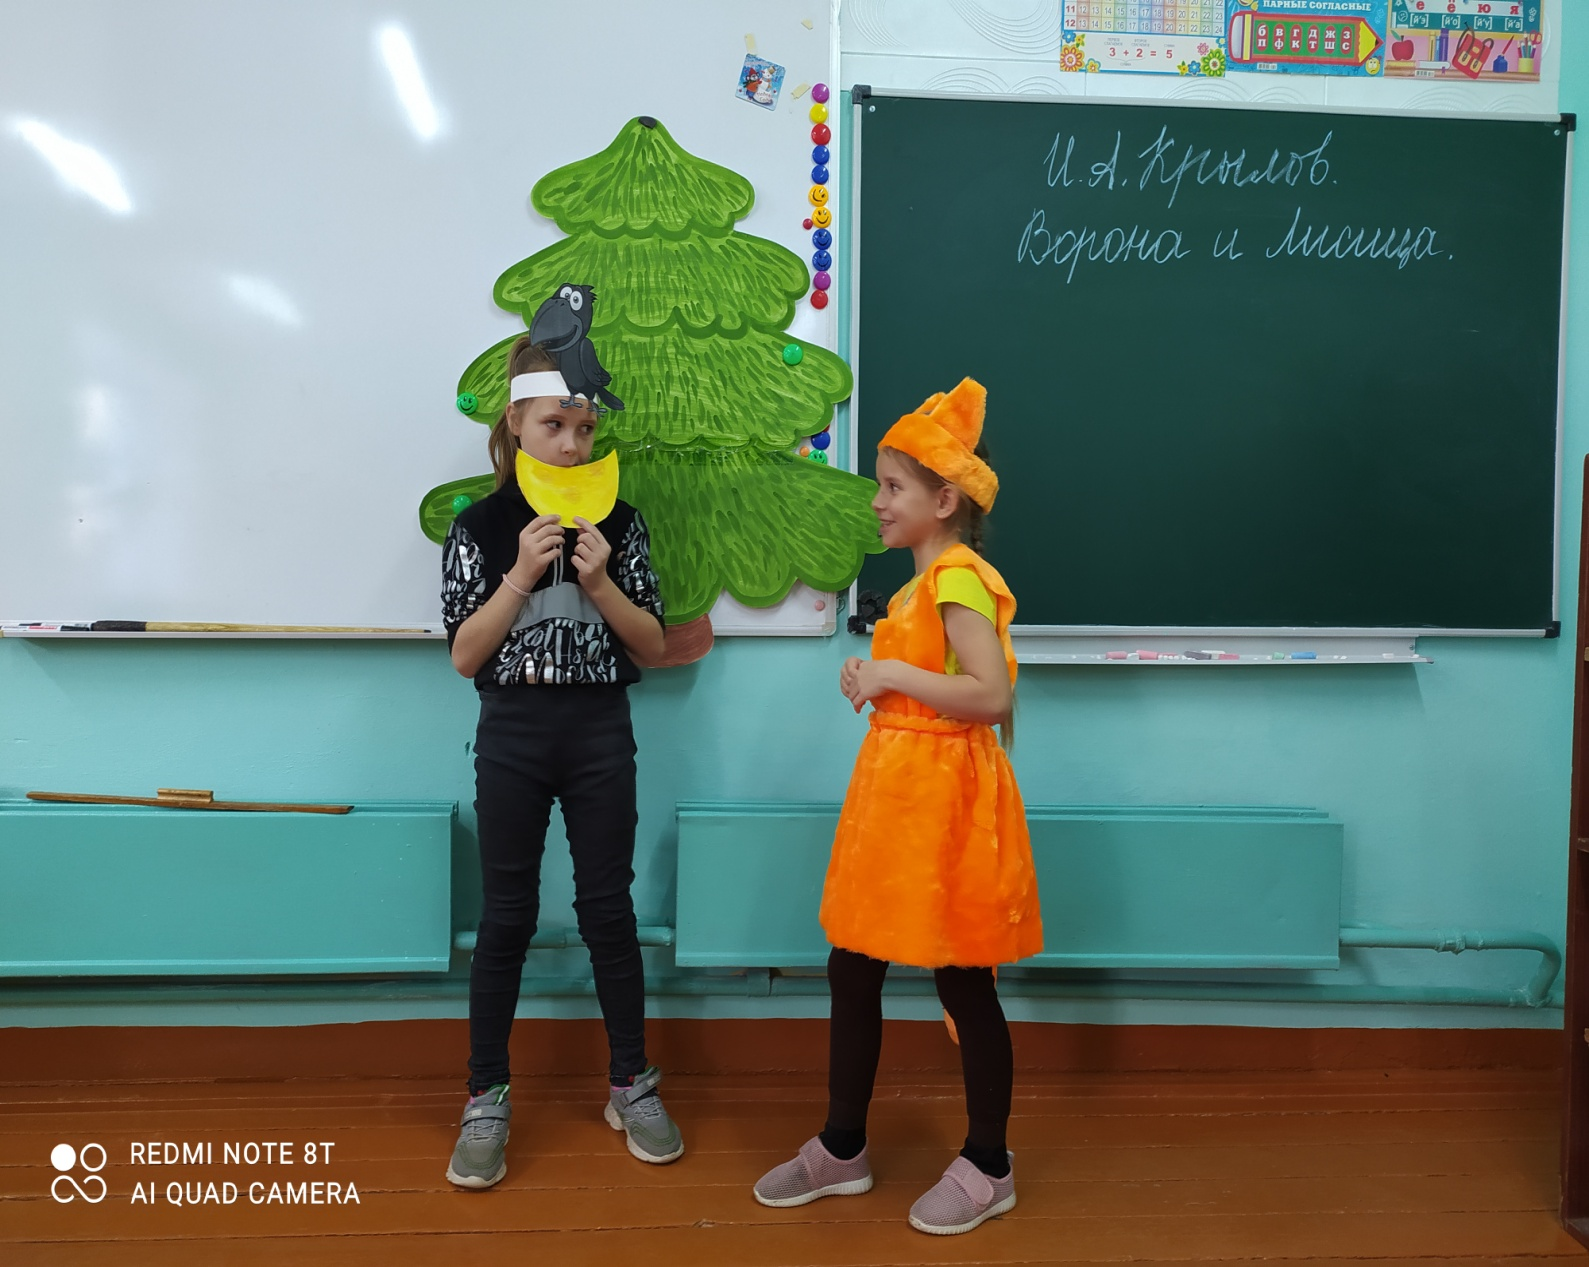 ПАРНЫЕ СОГЛАСНЫЕ
б в г д ж з
п ф к т ш с
е ё ю я
[й'э] [й'о] [й'у] [й'а]
3 + 2 = 5
И.А. Крылов.
Ворона и Лисица.
REDMI NOTE 8T
AI QUAD CAMERA